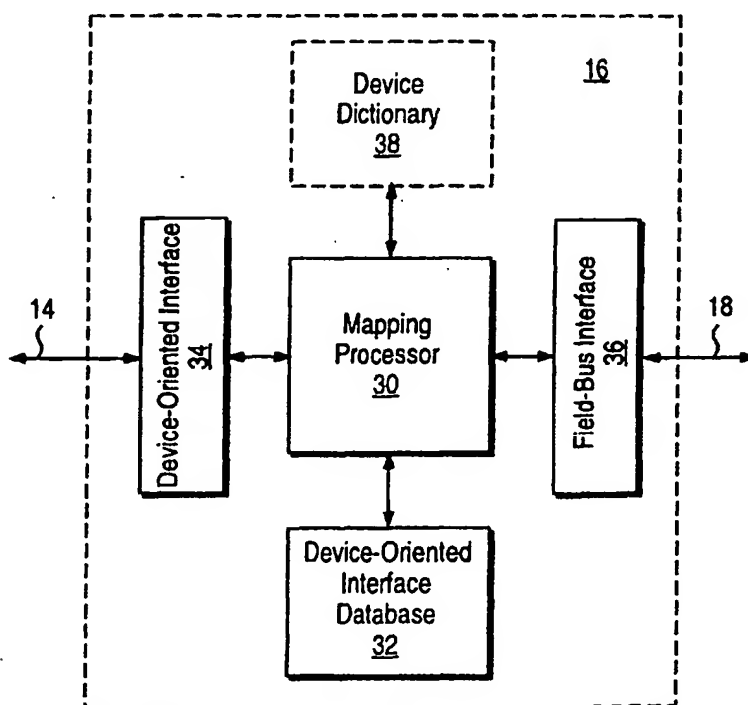 16
Device
Dictionary
38
14
Device-Oriented Interface
34
Mapping
Processor
30
Field-Bus Interface
36
18
Device-Oriented
Interface
Database
32